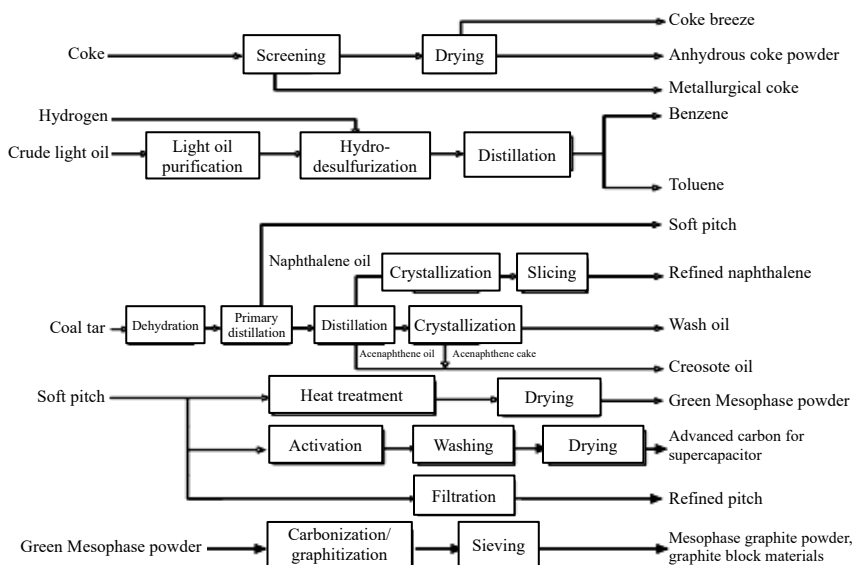 Coke
Screening
Drying
Coke breeze
Anhydrous coke powder
Metallurgical coke
Hydrogen
Crude light oil
Light oil
purification
Hydro-
desulfurization
Distillation
Benzene
Toluene
Soft pitch
Naphthalene oil
Crystallization
Slicing
Refined naphthalene
Coal tar
Dehydration
Primary
distillation
Distillation
Crystallization
Wash oil
Acenaphthene oil
Acenaphthene cake
Creosote oil
Soft pitch
Heat treatment
Drying
Green Mesophase powder
Activation
Washing
Drying
Advanced carbon for
supercapacitor
Filtration
Refined pitch
Green Mesophase powder
Carbonization/
graphitization
Sieving
Mesophase graphite powder,
graphite block materials